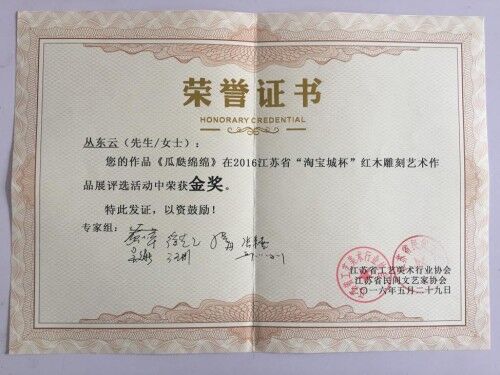 荣誉证书
HONORARY CREDENTIAL
丛东云（先生/女士）：
您的作品《瓜瓞绵绵》在2016江苏省“淘宝城杯”红木雕刻艺术作
品展评选活动中荣获金奖。
特此发证，以资鼓励！
专家组：
江苏省工艺美术行业协会
江苏省民间文艺家协会
二〇一六年五月二十九日